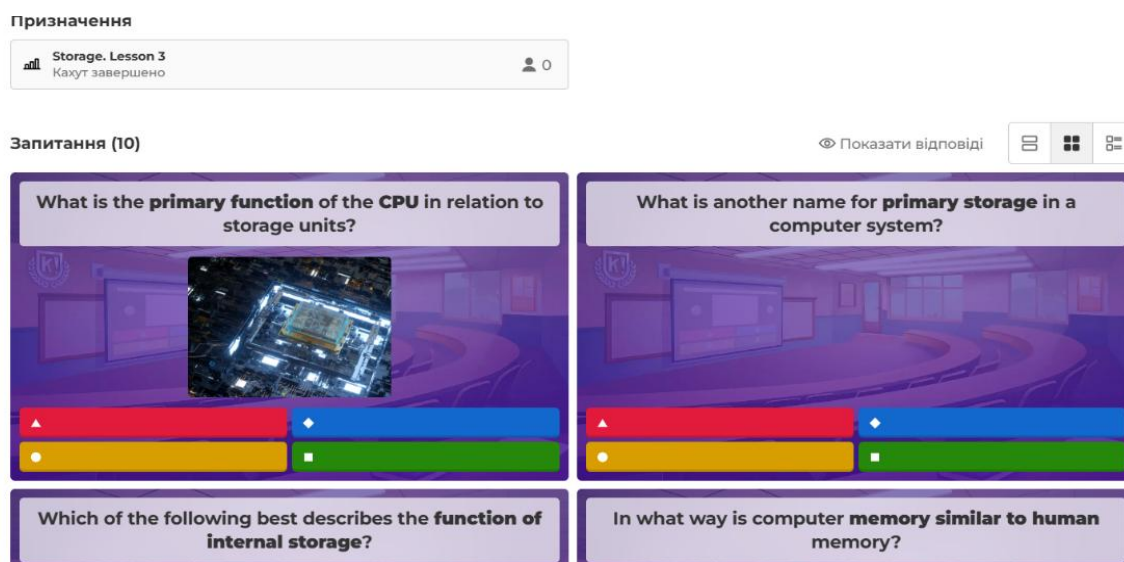 Призначення
Storage. Lesson 3
Кахут завершено
0
Запитання (10)
Показати відповіді
What is the primary function of the CPU in relation to
storage units?
What is another name for primary storage in a
computer system?
Which of the following best describes the function of
internal storage?
In what way is computer memory similar to human
memory?